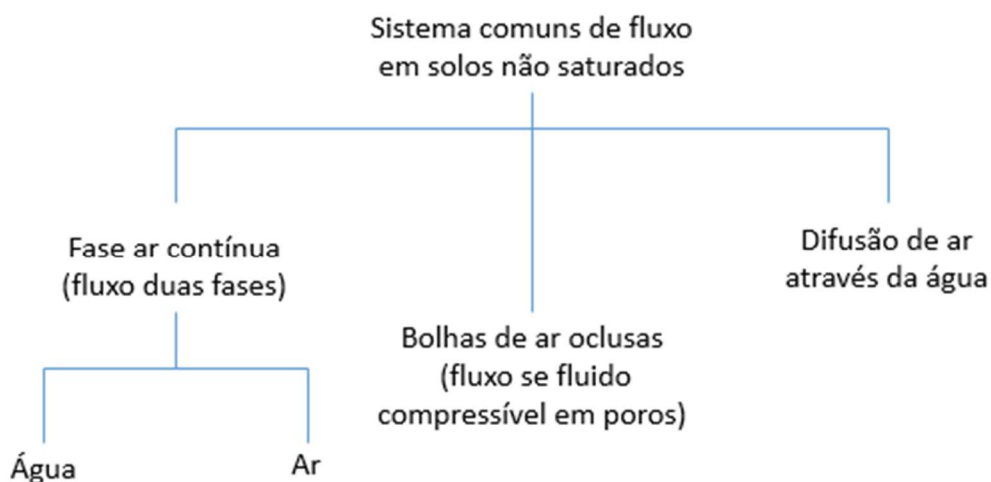 Sistema comuns de fluxo
em solos não saturados
Fase ar contínua
(fluxo duas fases)
Difusão de ar
através da água
Bolhas de ar oclusas
(fluxo se fluido
compressível em poros)
Água
Ar